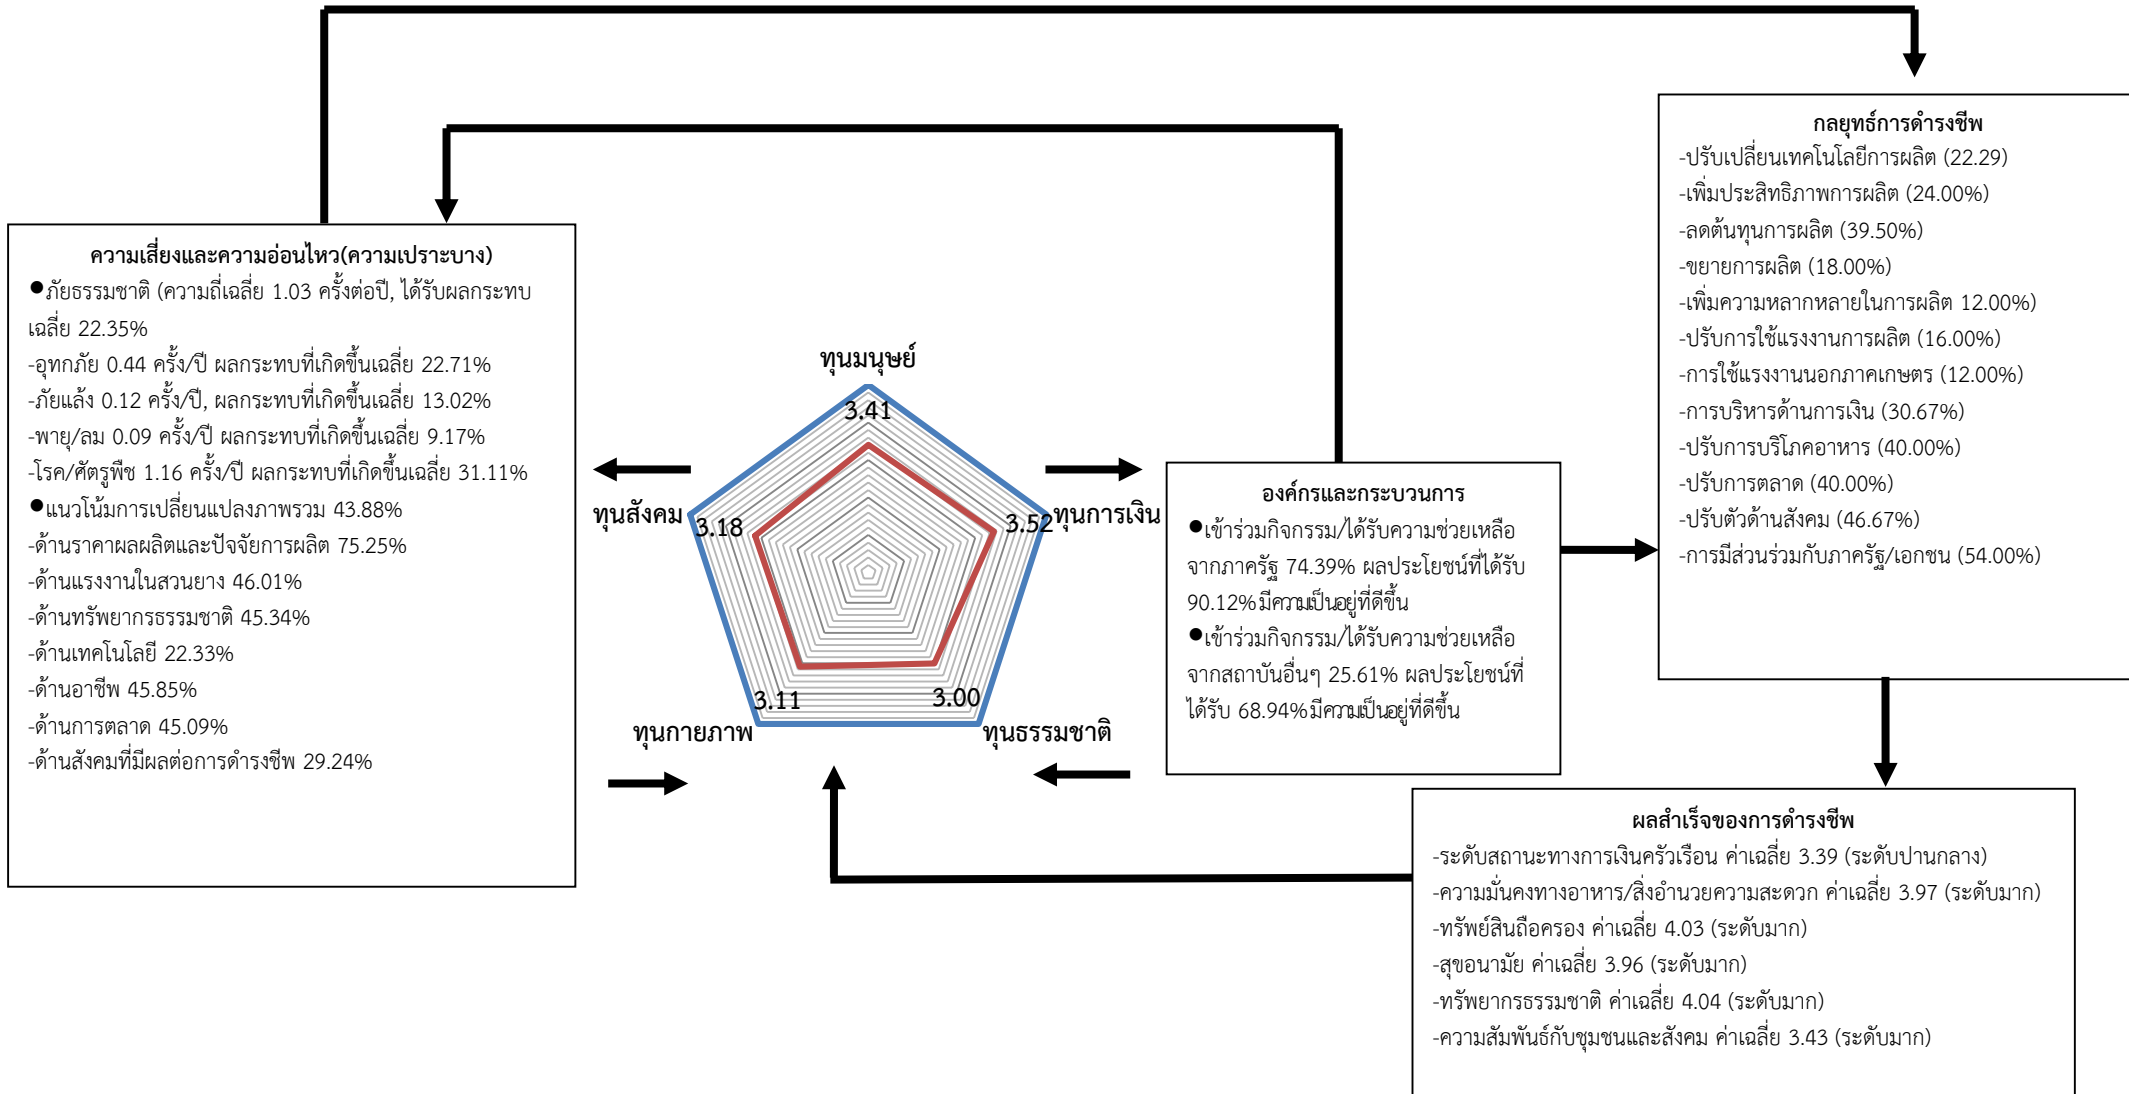 ความเสี่ยงและความอ่อนไหว(ความเปราะบาง)
●ภัยธรรมชาติ (ความถี่เฉลี่ย 1.03 ครั้งต่อปี, ได้รับผลกระทบ
เฉลี่ย 22.35%
-อุทกภัย 0.44 ครั้ง/ปี ผลกระทบที่เกิดขึ้นเฉลี่ย 22.71%
-ภัยแล้ง 0.12 ครั้ง/ปี, ผลกระทบที่เกิดขึ้นเฉลี่ย 13.02%
-พายุ/ลม 0.09 ครั้ง/ปี ผลกระทบที่เกิดขึ้นเฉลี่ย 9.17%
-โรค/ศัตรูพืช 1.16 ครั้ง/ปี ผลกระทบที่เกิดขึ้นเฉลี่ย 31.11%
●แนวโน้มการเปลี่ยนแปลงภาพรวม 43.88%
-ด้านราคาผลผลิตและปัจจัยการผลิต 75.25%
-ด้านแรงงานในสวนยาง 46.01%
-ด้านทรัพยากรธรรมชาติ 45.34%
-ด้านเทคโนโลยี 22.33%
-ด้านอาชีพ 45.85%
-ด้านการตลาด 45.09%
-ด้านสังคมที่มีผลต่อการดำรงชีพ 29.24%
ทุนมนุษย์
3.41
ทุนสังคม
3.18
3.52
ทุนการเงิน
3.11
3.00
ทุนกายภาพ
ทุนธรรมชาติ
องค์กรและกระบวนการ
●เข้าร่วมกิจกรรม/ได้รับความช่วยเหลือ
จากภาครัฐ 74.39% ผลประโยชน์ที่ได้รับ
90.12%มีความเป็นอยู่ที่ดีขึ้น
●เข้าร่วมกิจกรรม/ได้รับความช่วยเหลือ
จากสถาบันอื่นๆ 25.61% ผลประโยชน์ที่
ได้รับ 68.94%มีความเป็นอยู่ที่ดีขึ้น
กลยุทธ์การดำรงชีพ
-ปรับเปลี่ยนเทคโนโลยีการผลิต (22.29)
-เพิ่มประสิทธิภาพการผลิต (24.00%)
-ลดต้นทุนการผลิต (39.50%)
-ขยายการผลิต (18.00%)
-เพิ่มความหลากหลายในการผลิต 12.00%)
-ปรับการใช้แรงงานการผลิต (16.00%)
-การใช้แรงงานนอกภาคเกษตร (12.00%)
-การบริหารด้านการเงิน (30.67%)
-ปรับการบริโภคอาหาร (40.00%)
-ปรับการตลาด (40.00%)
-ปรับตัวด้านสังคม (46.67%)
-การมีส่วนร่วมกับภาครัฐ/เอกชน (54.00%)
ผลสำเร็จของการดำรงชีพ
-ระดับสถานะทางการเงินครัวเรือน ค่าเฉลี่ย 3.39 (ระดับปานกลาง)
-ความมั่นคงทางอาหาร/สิ่งอำนวยความสะดวก ค่าเฉลี่ย 3.97 (ระดับมาก)
-ทรัพย์สินถือครอง ค่าเฉลี่ย 4.03 (ระดับมาก)
-สุขอนามัย ค่าเฉลี่ย 3.96 (ระดับมาก)
-ทรัพยากรธรรมชาติ ค่าเฉลี่ย 4.04 (ระดับมาก)
-ความสัมพันธ์กับชุมชนและสังคม ค่าเฉลี่ย 3.43 (ระดับมาก)